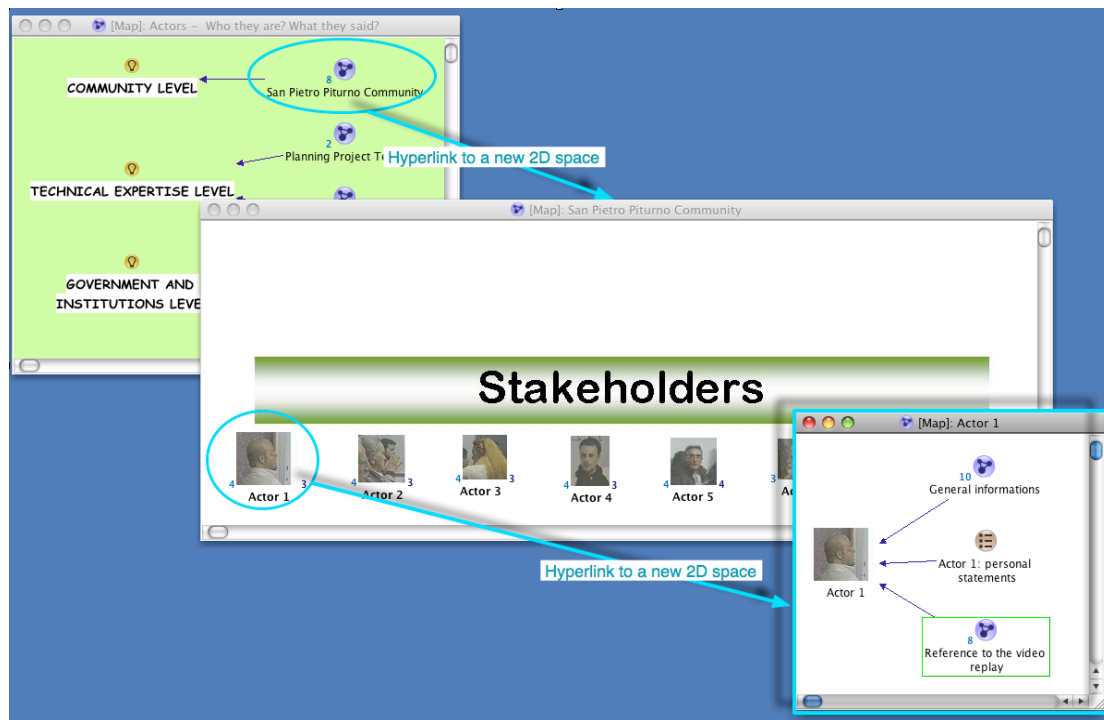 [Map]: Actors – Who they are? What they said?
COMMUNITY LEVEL
8
San Pietro Piturno Community
2
Planning Project T
Hyperlink to a new 2D space
TECHNICAL EXPERTISE LEVEL
GOVERNMENT AND
INSTITUTIONS LEVE
[Map]: San Pietro Piturno Community
Stakeholders
4 3
Actor 1
4 3
Actor 2
4 3
Actor 3
4 3
Actor 4
4 4
Actor 5
3
Hyperlink to a new 2D space
[Map]: Actor 1
10
General informations
Actor 1: personal
statements
Actor 1
8
Reference to the video
replay